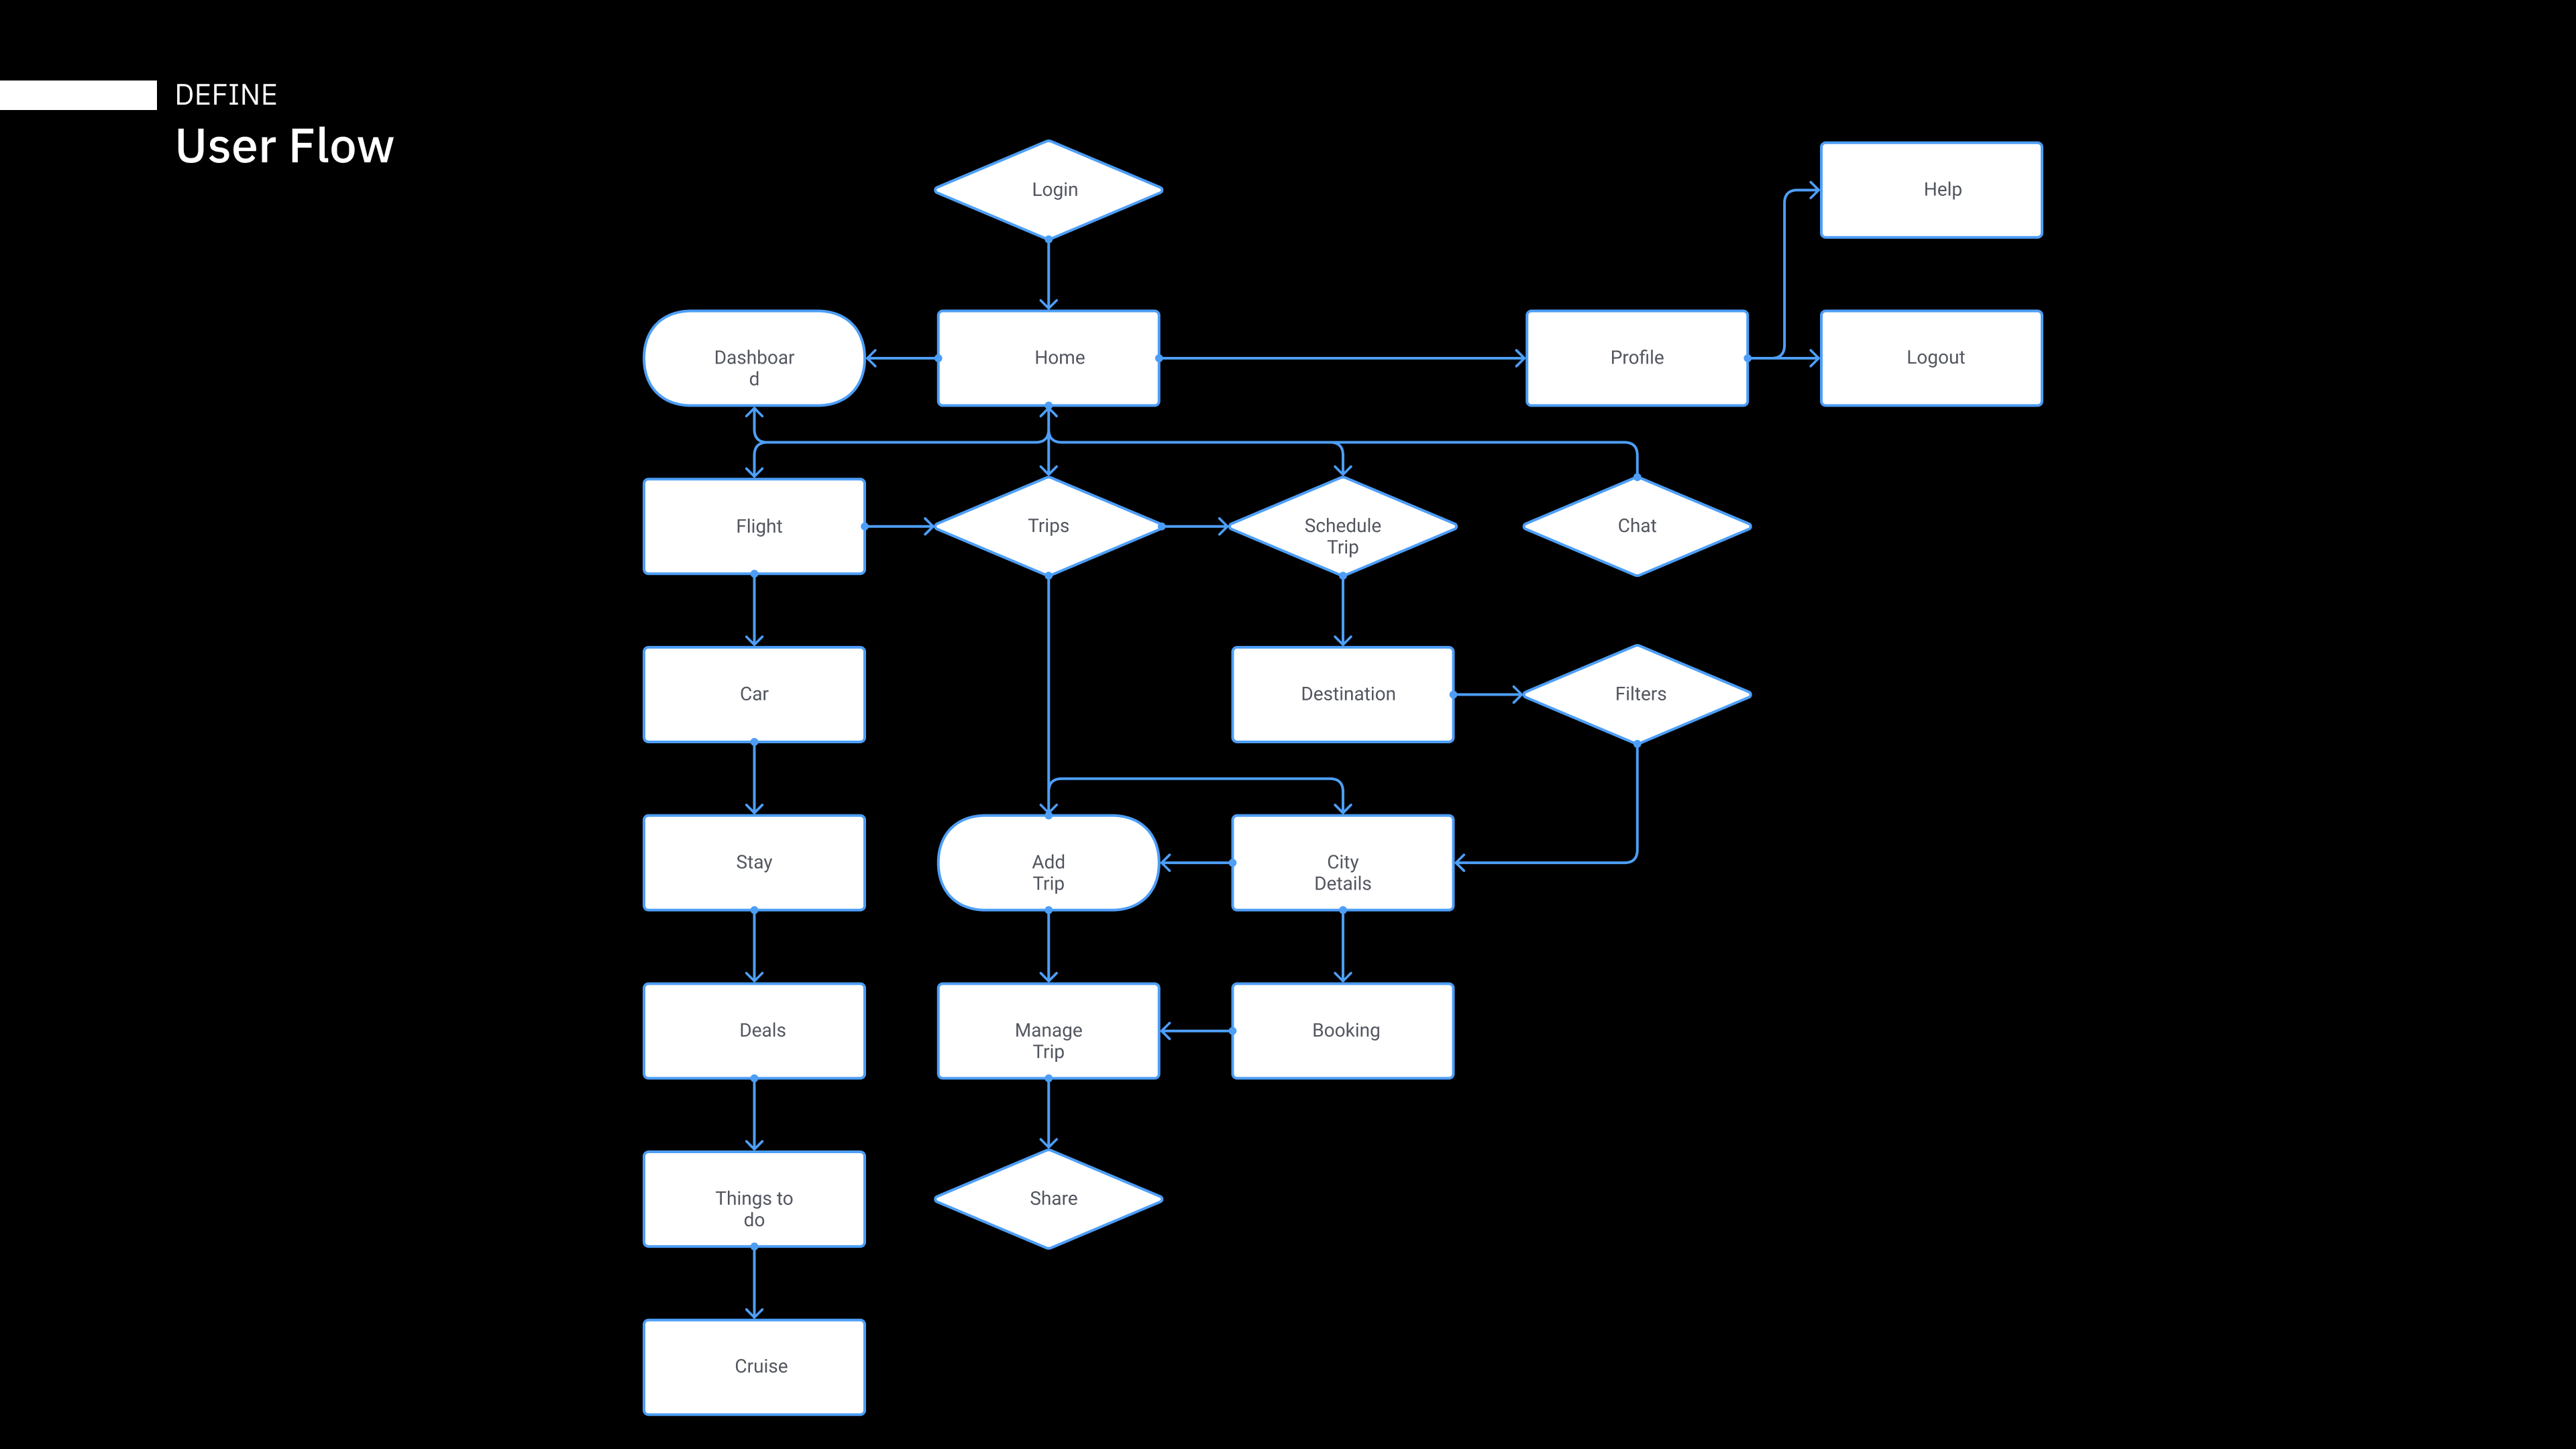 DEFINE
User Flow
Login
Help
Dashboar
d
Home
Profile
Logout
Flight
Trips
Schedule
Trip
Chat
Car
Destination
Filters
Stay
Add
Trip
City
Details
Deals
Manage
Trip
Booking
Things to
do
Share
Cruise